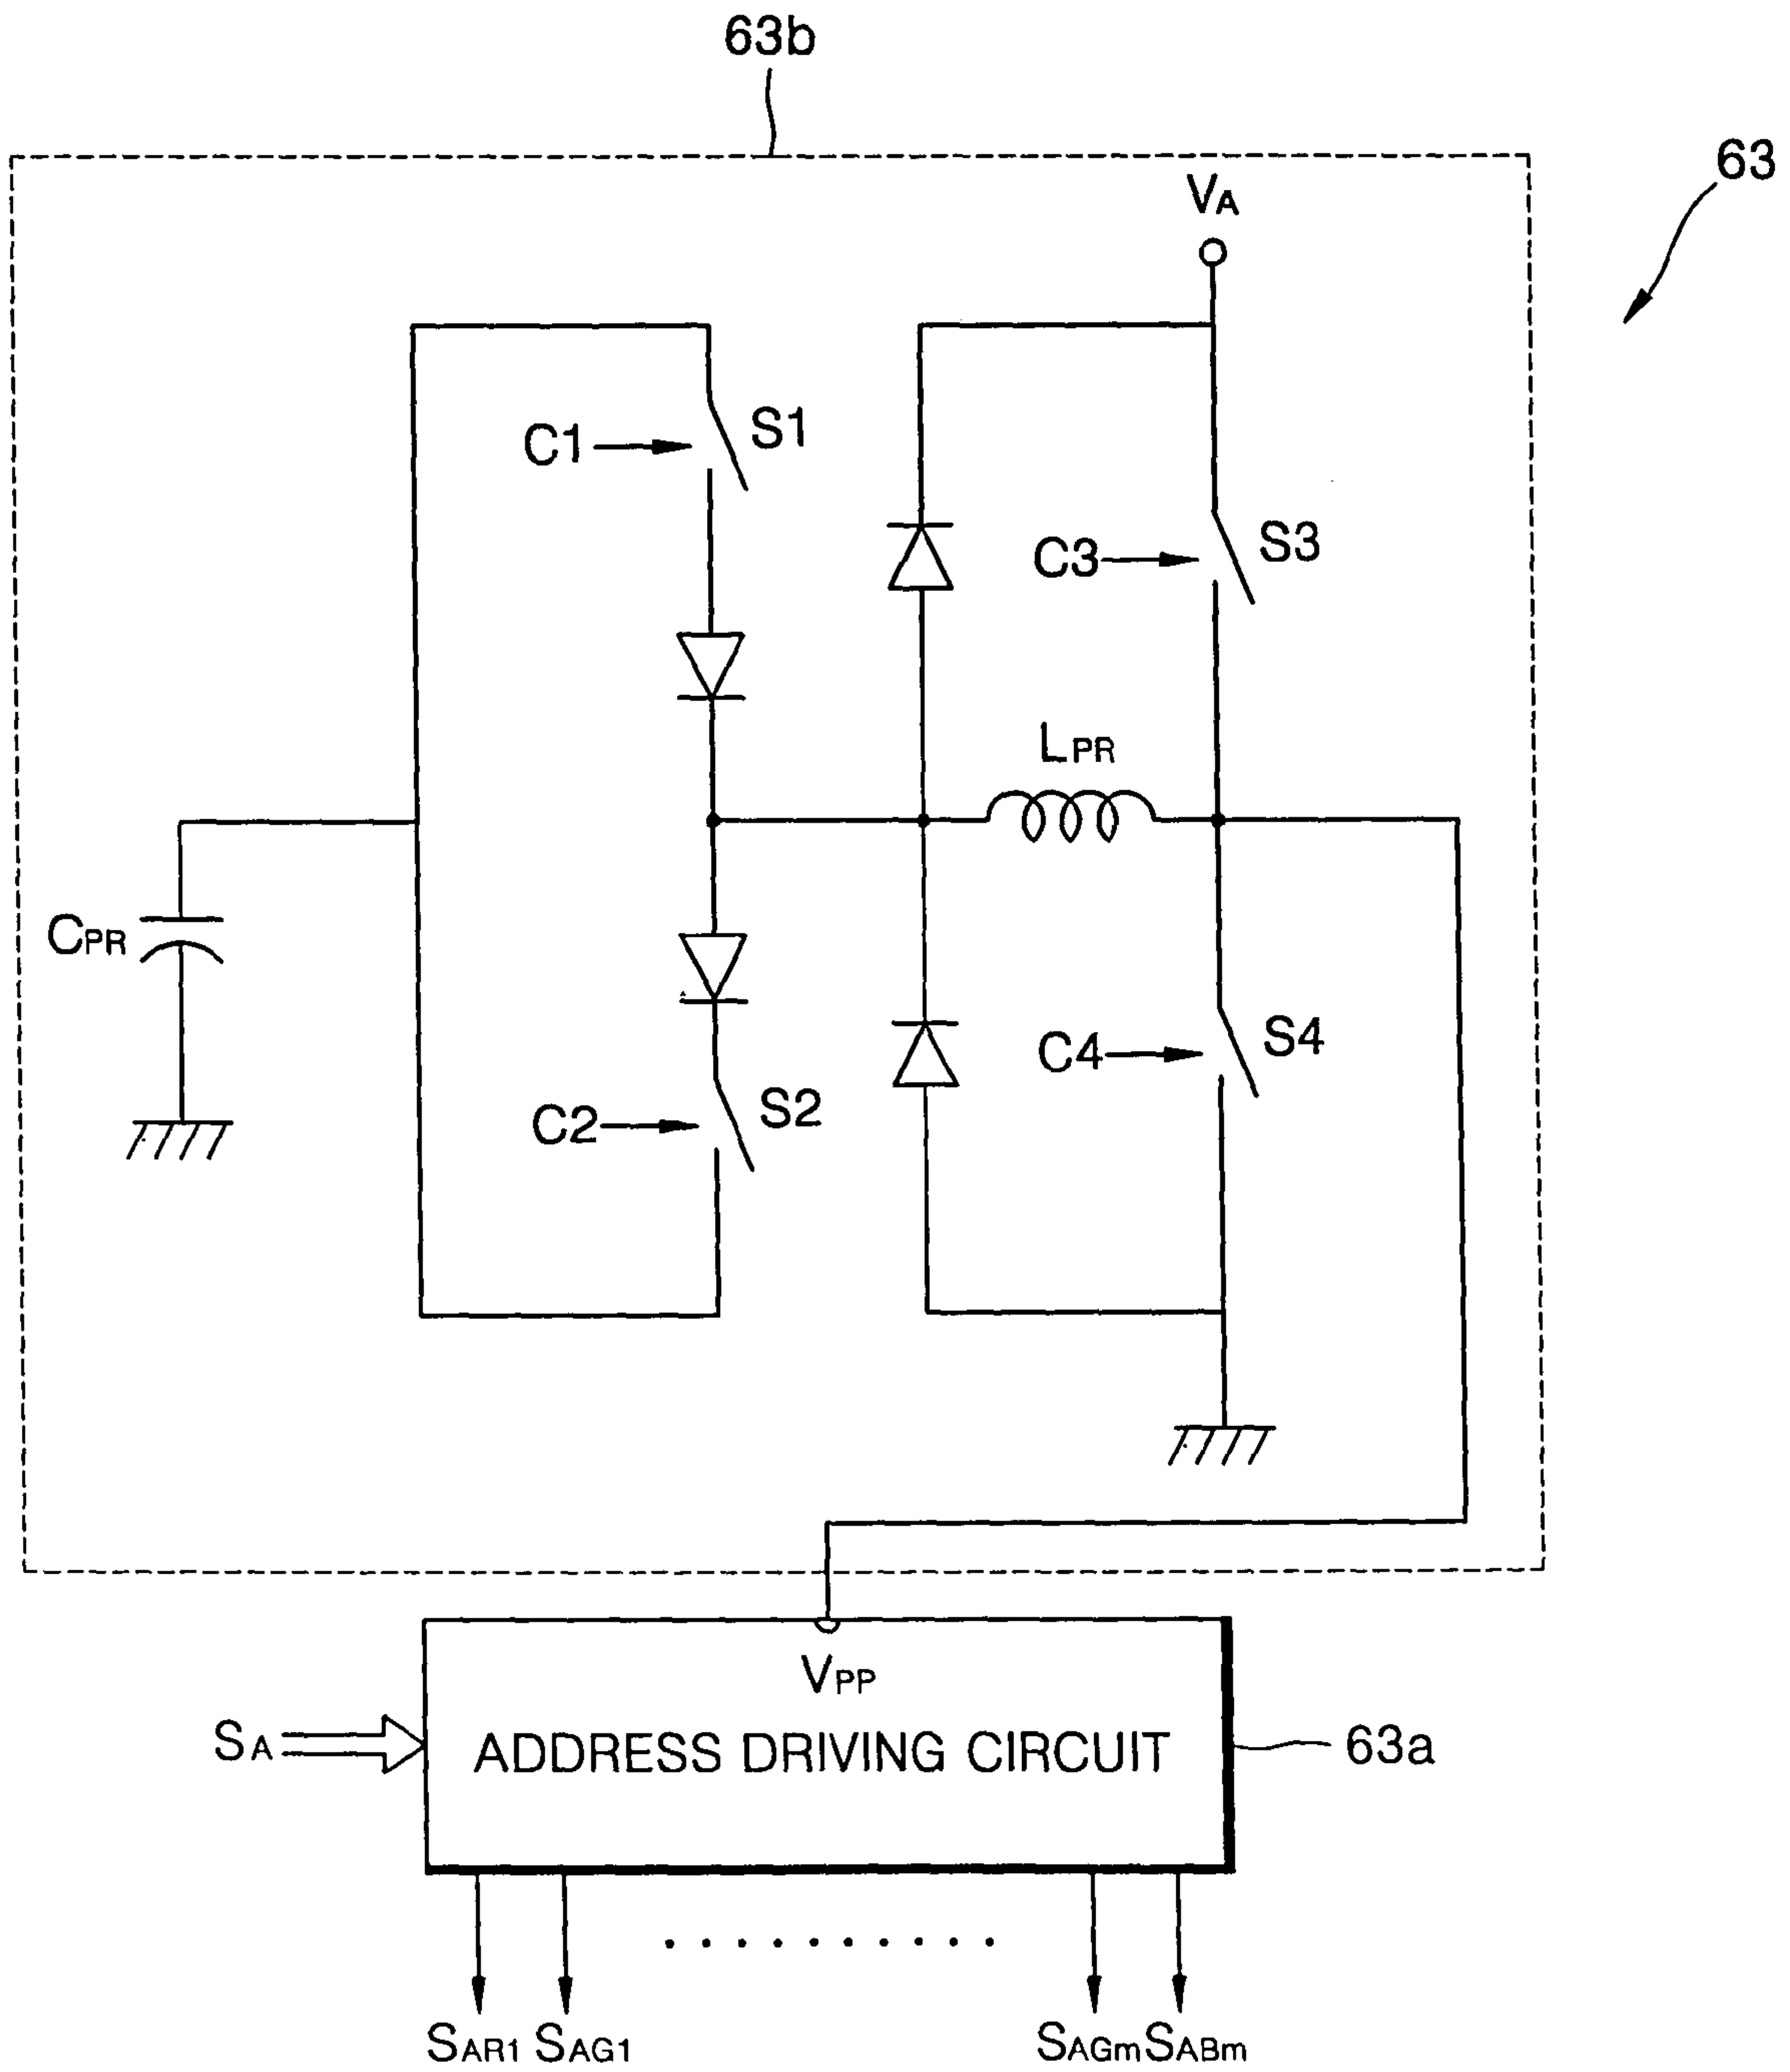 63b
63
VA
C1
S1
C3
S3
LPR
CPR
C4
S4
C2
S2
VPP
SA
ADDRESS DRIVING CIRCUIT
63a
SAR1 SAG1 SAGm SABm